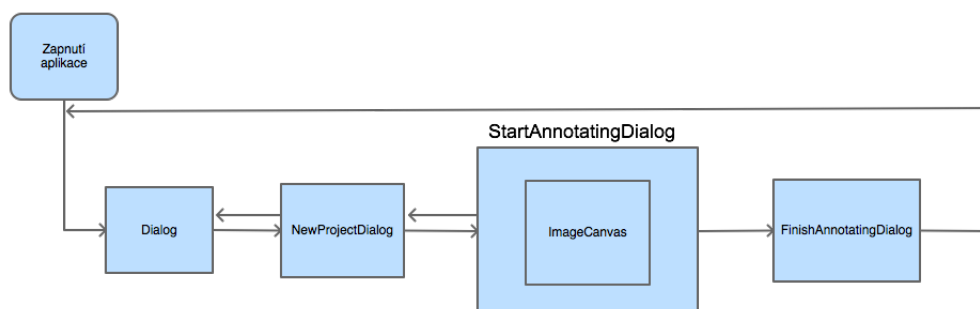 Zapnutí
aplikace
StartAnnotatingDialog
Dialog
NewProjectDialog
ImageCanvas
FinishAnnotatingDialog